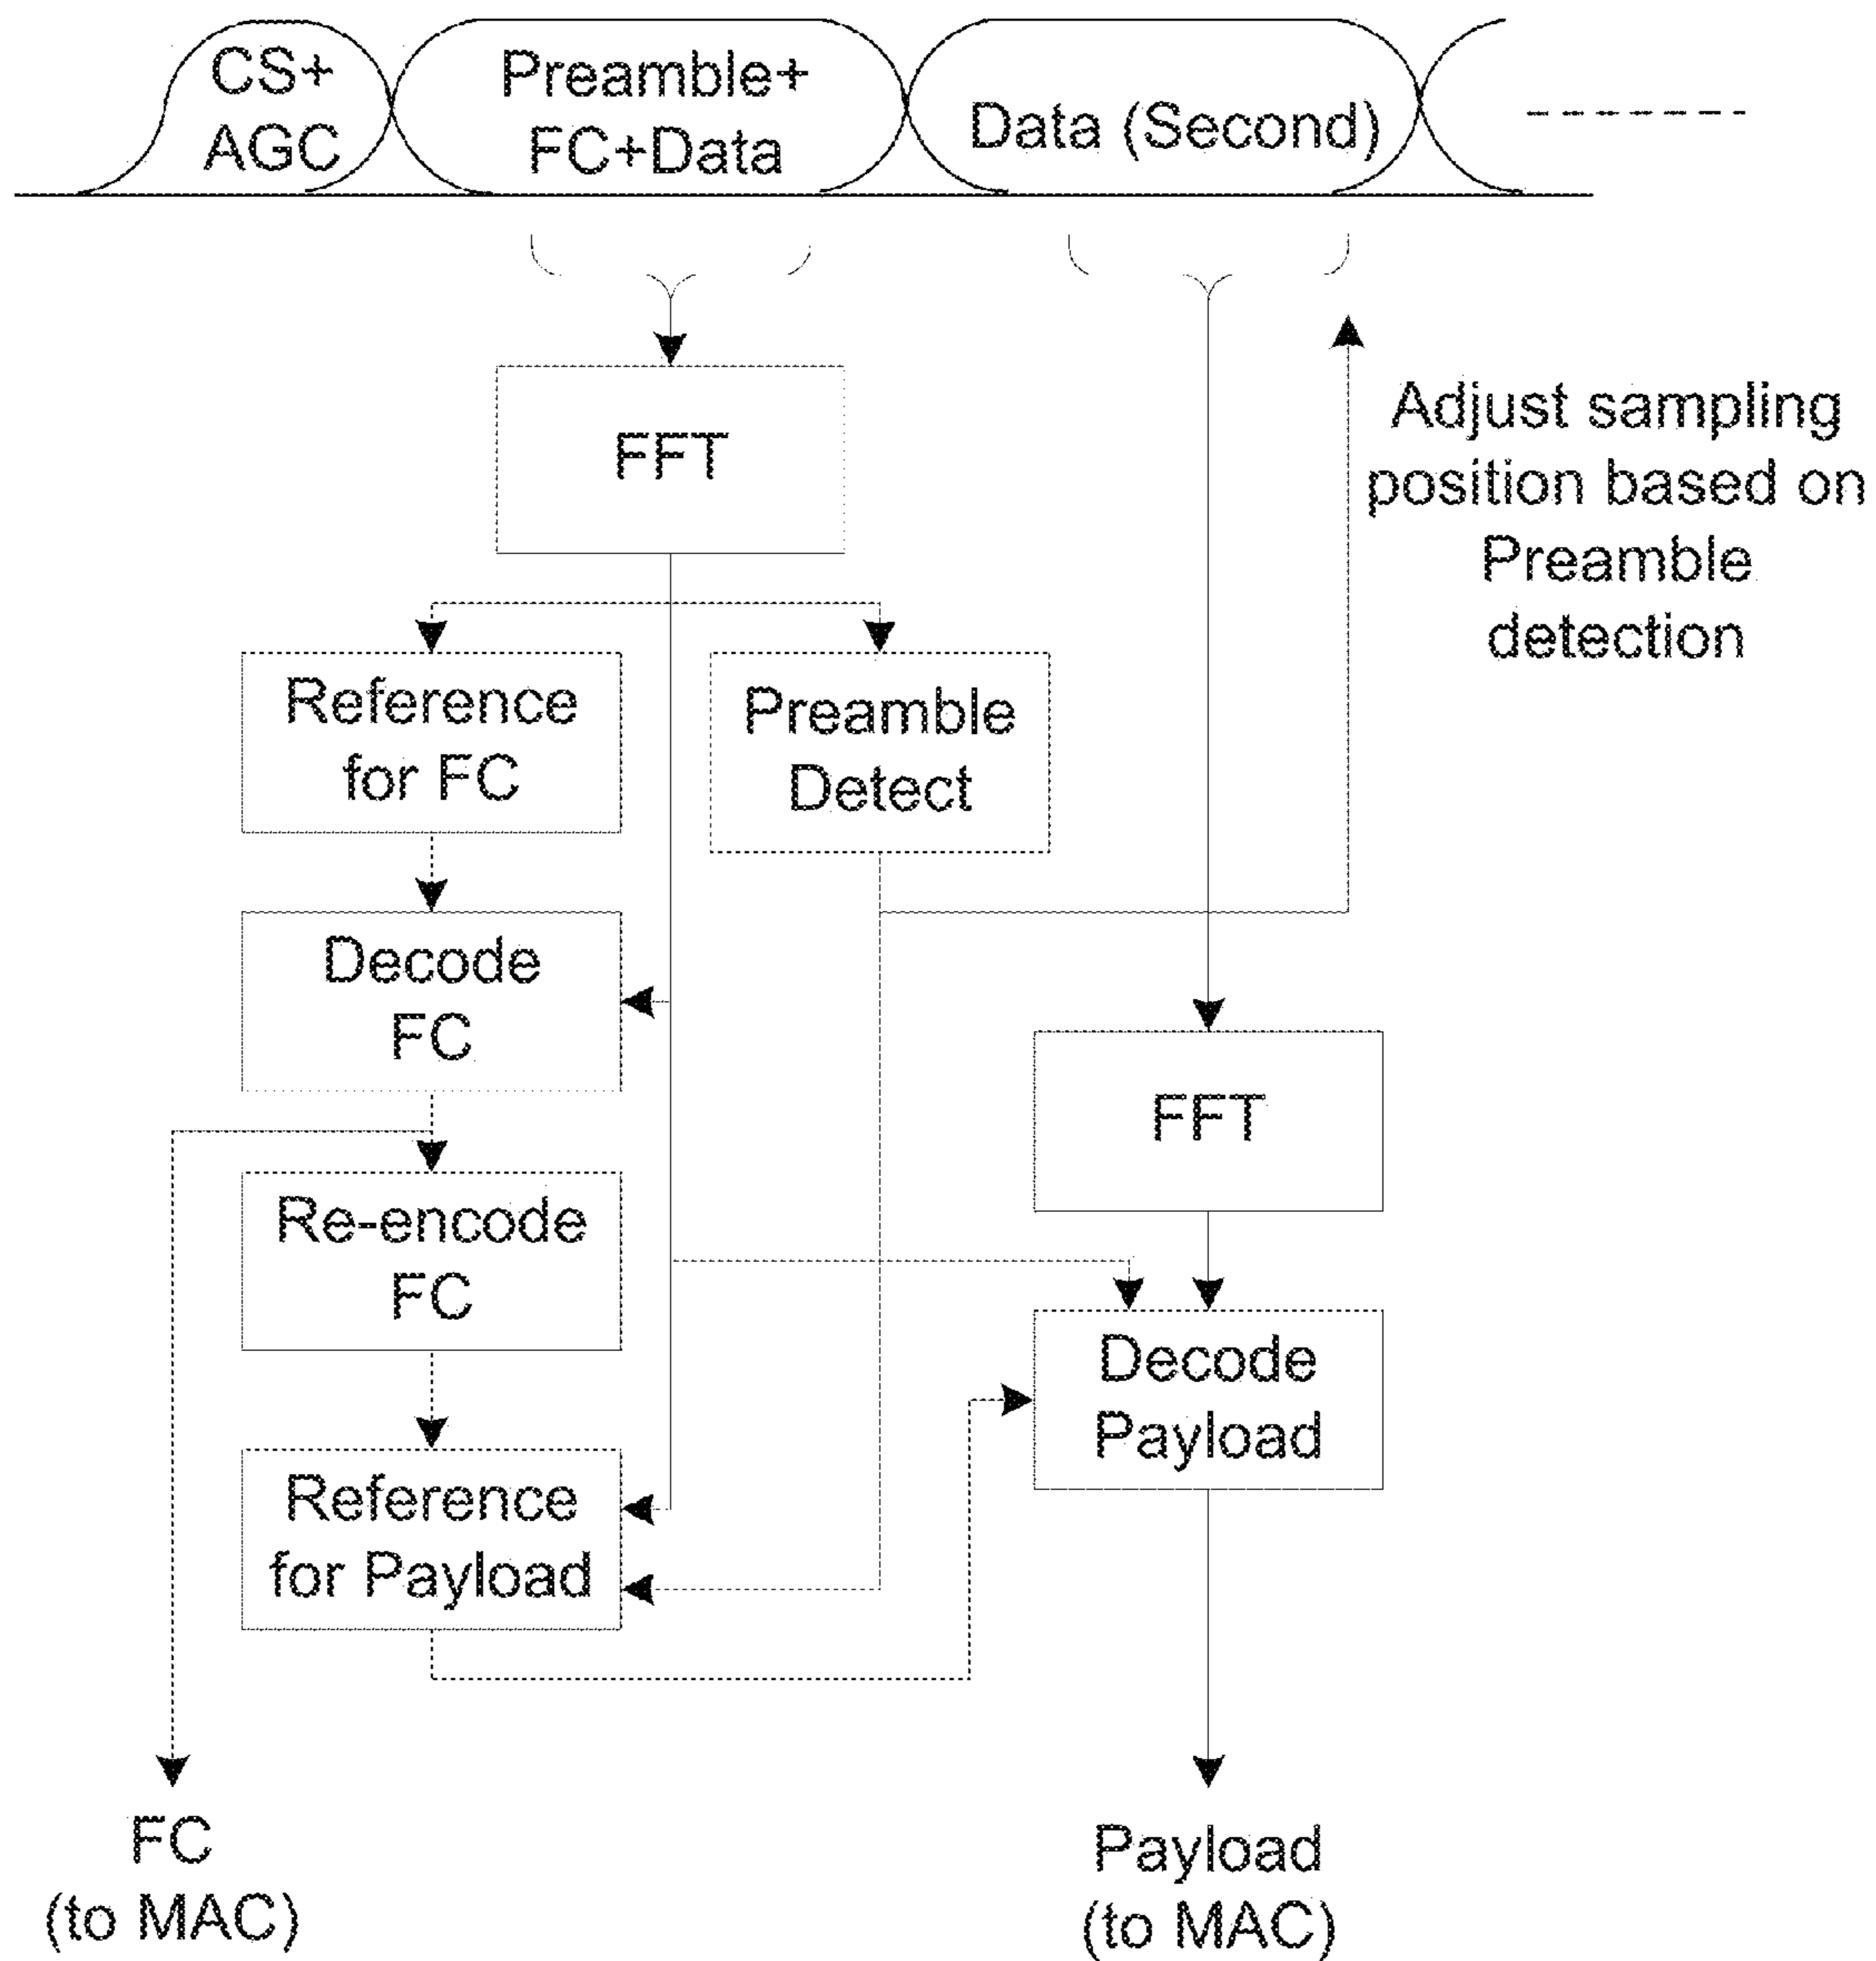 CS+
AGC
Preamble+
FC+Data
Data (Second)
FFT
Adjust sampling
position based on
Preamble
detection
Reference
for FC
Preamble
Detect
Decode
FC
FFT
Re-encode
FC
Decode
Payload
Reference
for Payload
FC
(to MAC)
Payload
(to MAC)